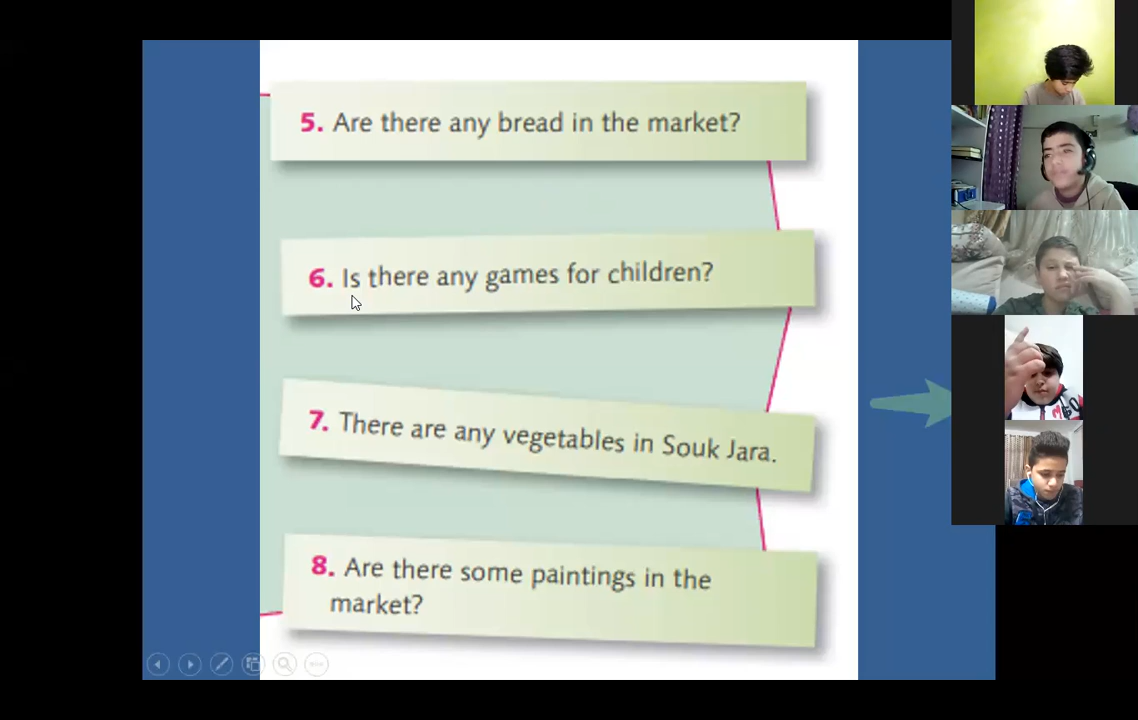 5. Are there any bread in the market?
6. Is there any games for children?
7. There are any vegetables in Souk Jara.
8. Are there some paintings in the
market?